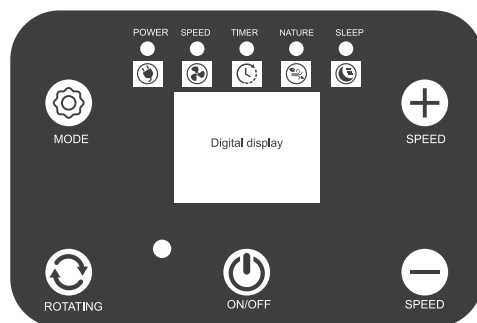 POWER SPEED TIMER NATURE SLEEP
Digital display
MODE
SPEED
ROTATING
ON/OFF
SPEED